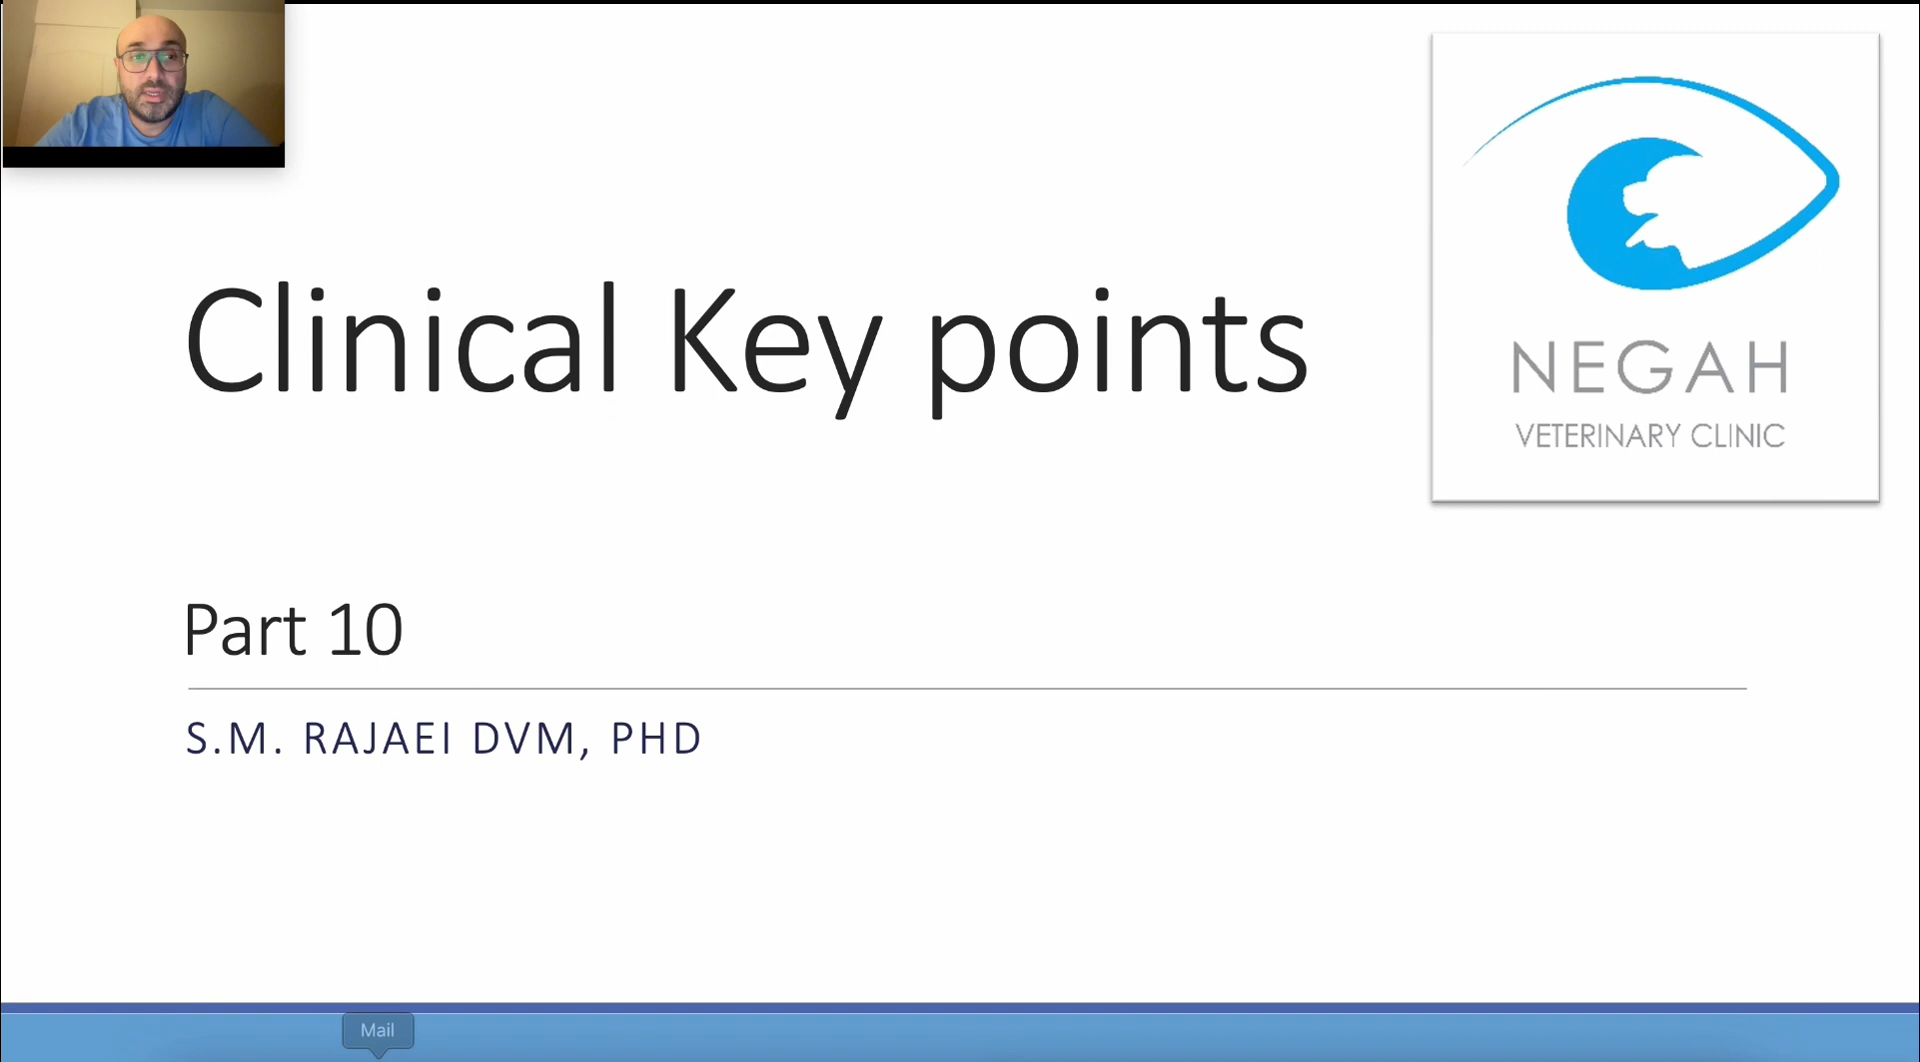 Clinical Key points
NEGAH
VETERINARY CLINIC
Part 10
S.M. RAJAEI DVM, PHD
Mail